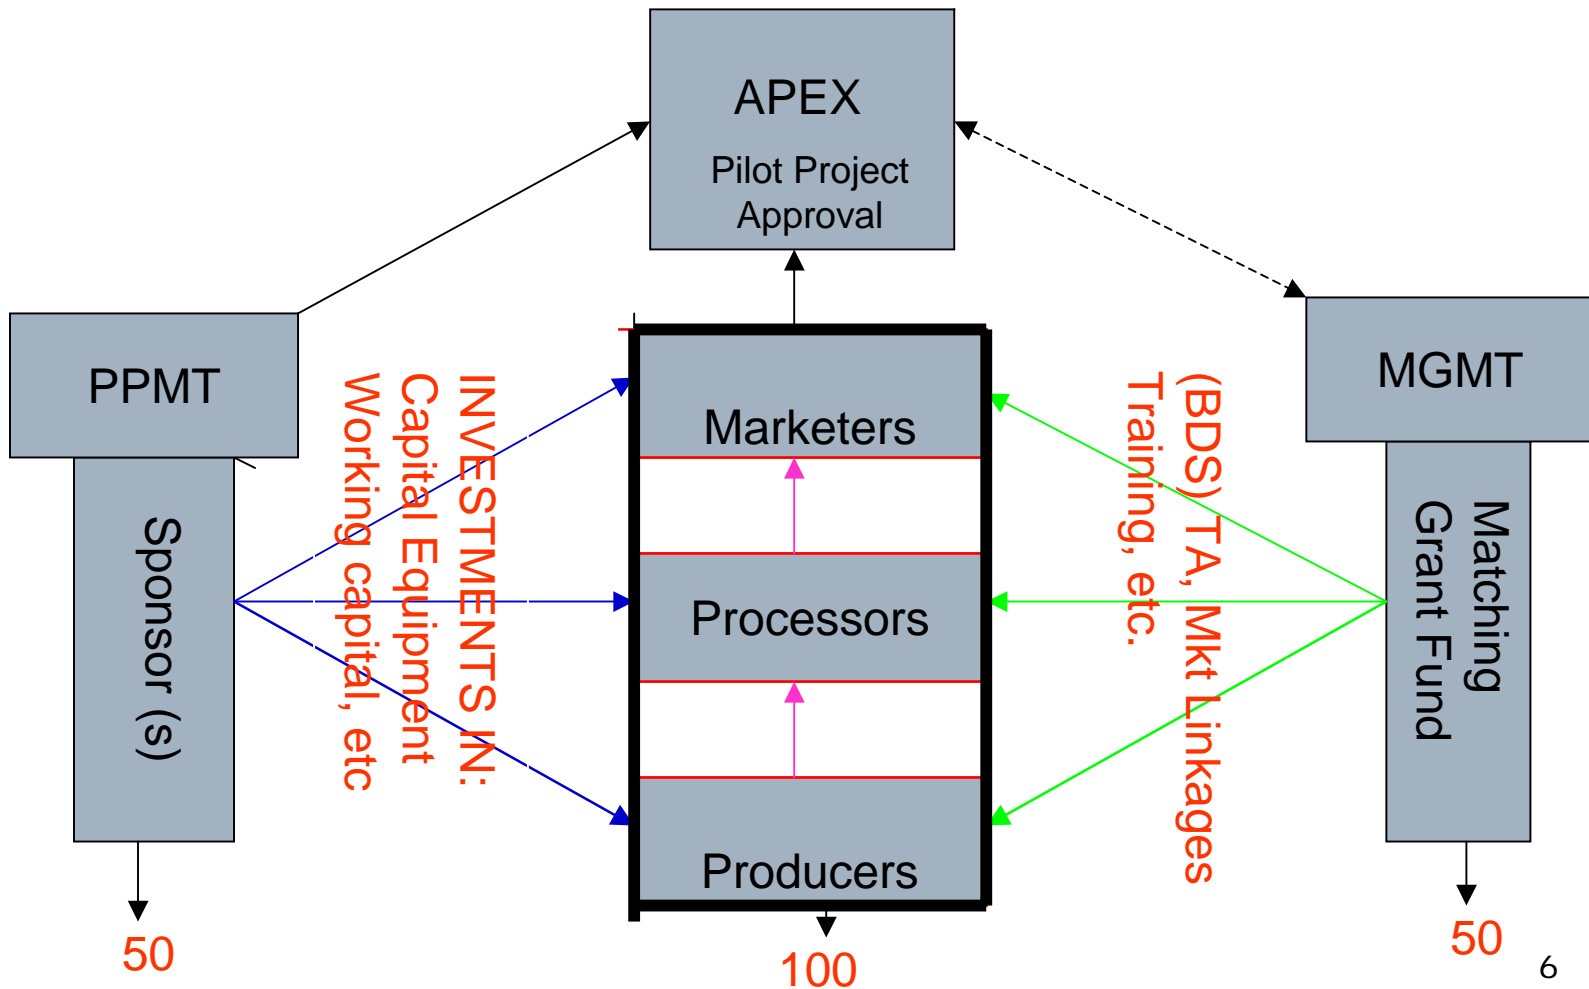 APEX
Pilot Project
Approval
PPMT
MGMT
Sponsor (s)
INVESTMENTS IN:
Capital Equipment
Working capital, etc
Marketers
Processors
Producers
(BDS) TA, Mkt Linkages
Training, etc.
Matching
Grant Fund
50
100
50
6